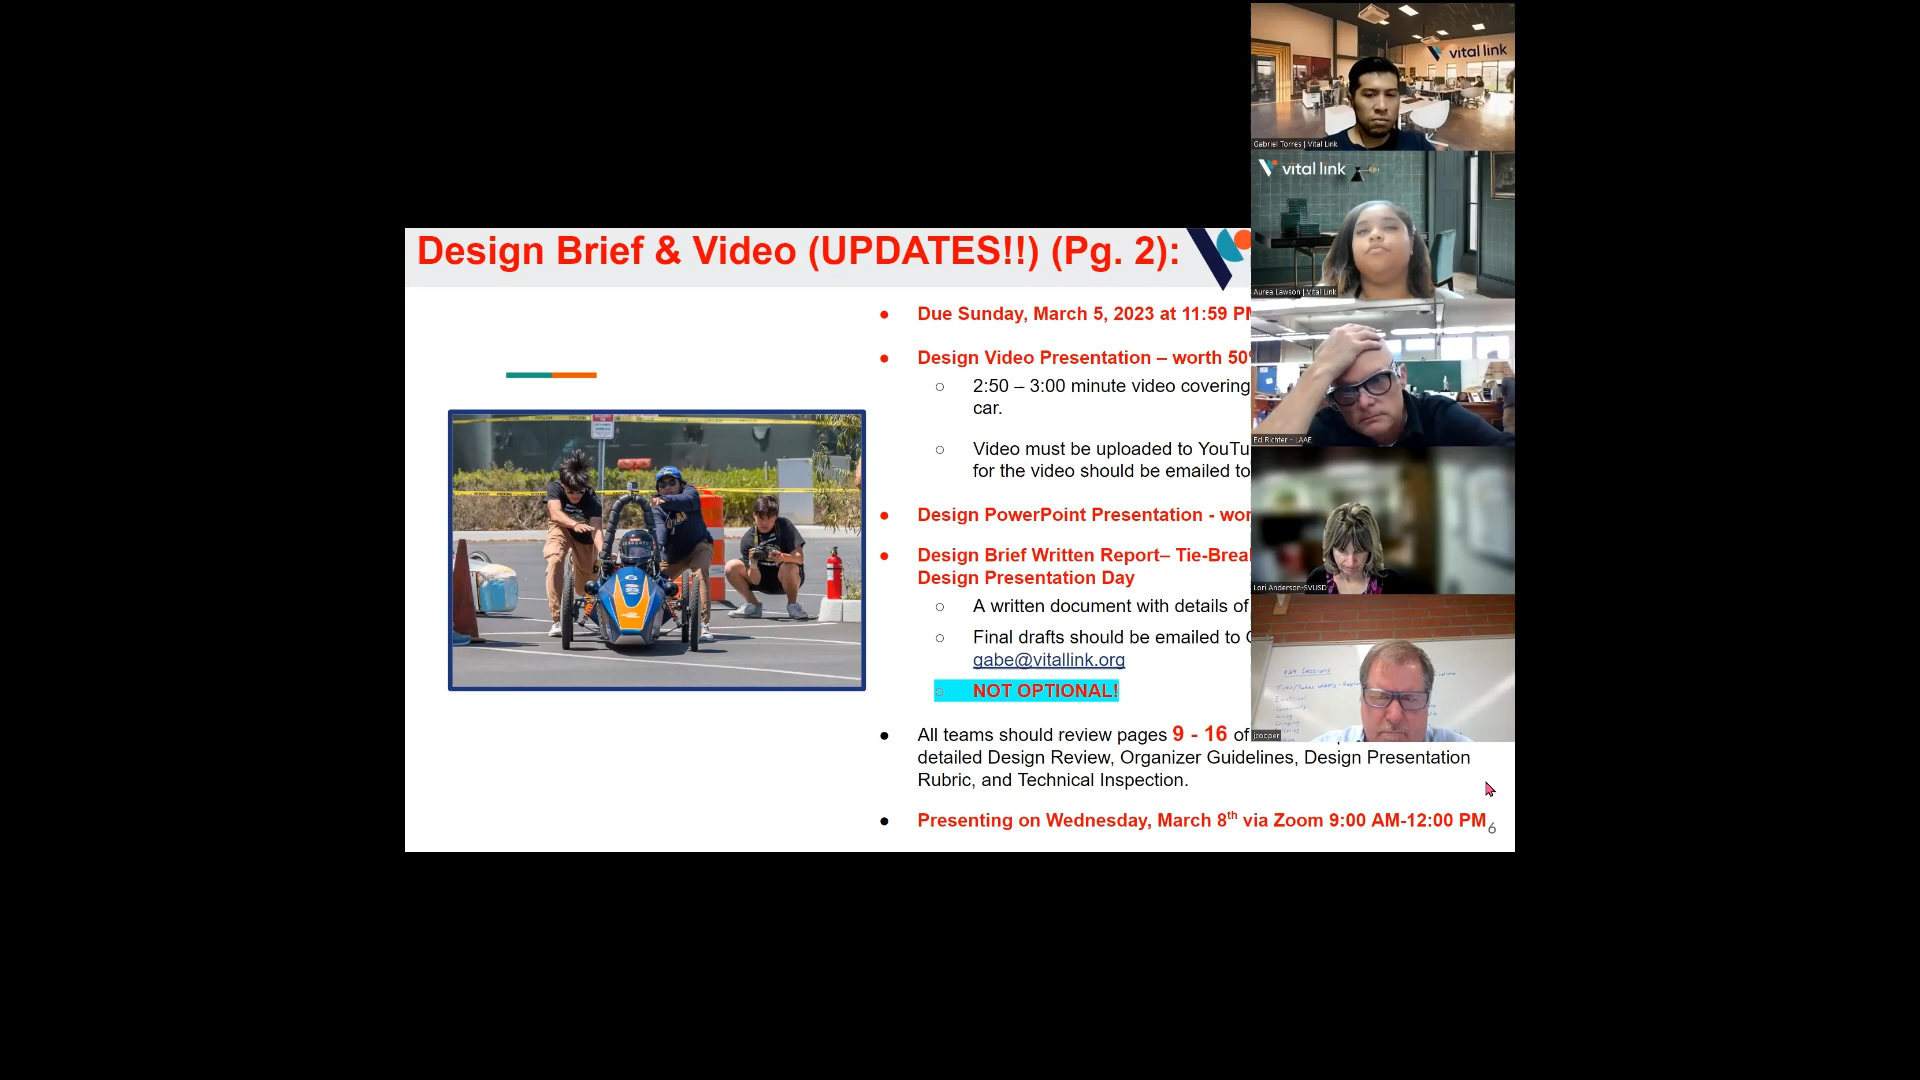 Design Brief & Video (UPDATES!!) (Pg. 2):
Due Sunday, March 5, 2023 at 11:59 PM
Design Video Presentation – worth 50%
2:50 – 3:00 minute video covering
car.
Video must be uploaded to YouTu
for the video should be emailed to
Design PowerPoint Presentation - wor
Design Brief Written Report– Tie-Break
Design Presentation Day
A written document with details of
Final drafts should be emailed to
gabe@vitallink.org
NOT OPTIONAL!
All teams should review pages 9 - 16 of
detailed Design Review, Organizer Guidelines, Design Presentation
Rubric, and Technical Inspection.
Presenting on Wednesday, March 8th via Zoom 9:00 AM-12:00 PM
6
vital link
Gabriel Torres | Vital Link
vital link
Aurea Lawson | Vital Link
Ed Richter - LAAE
Lori Anderson-SVUSD
jcooper